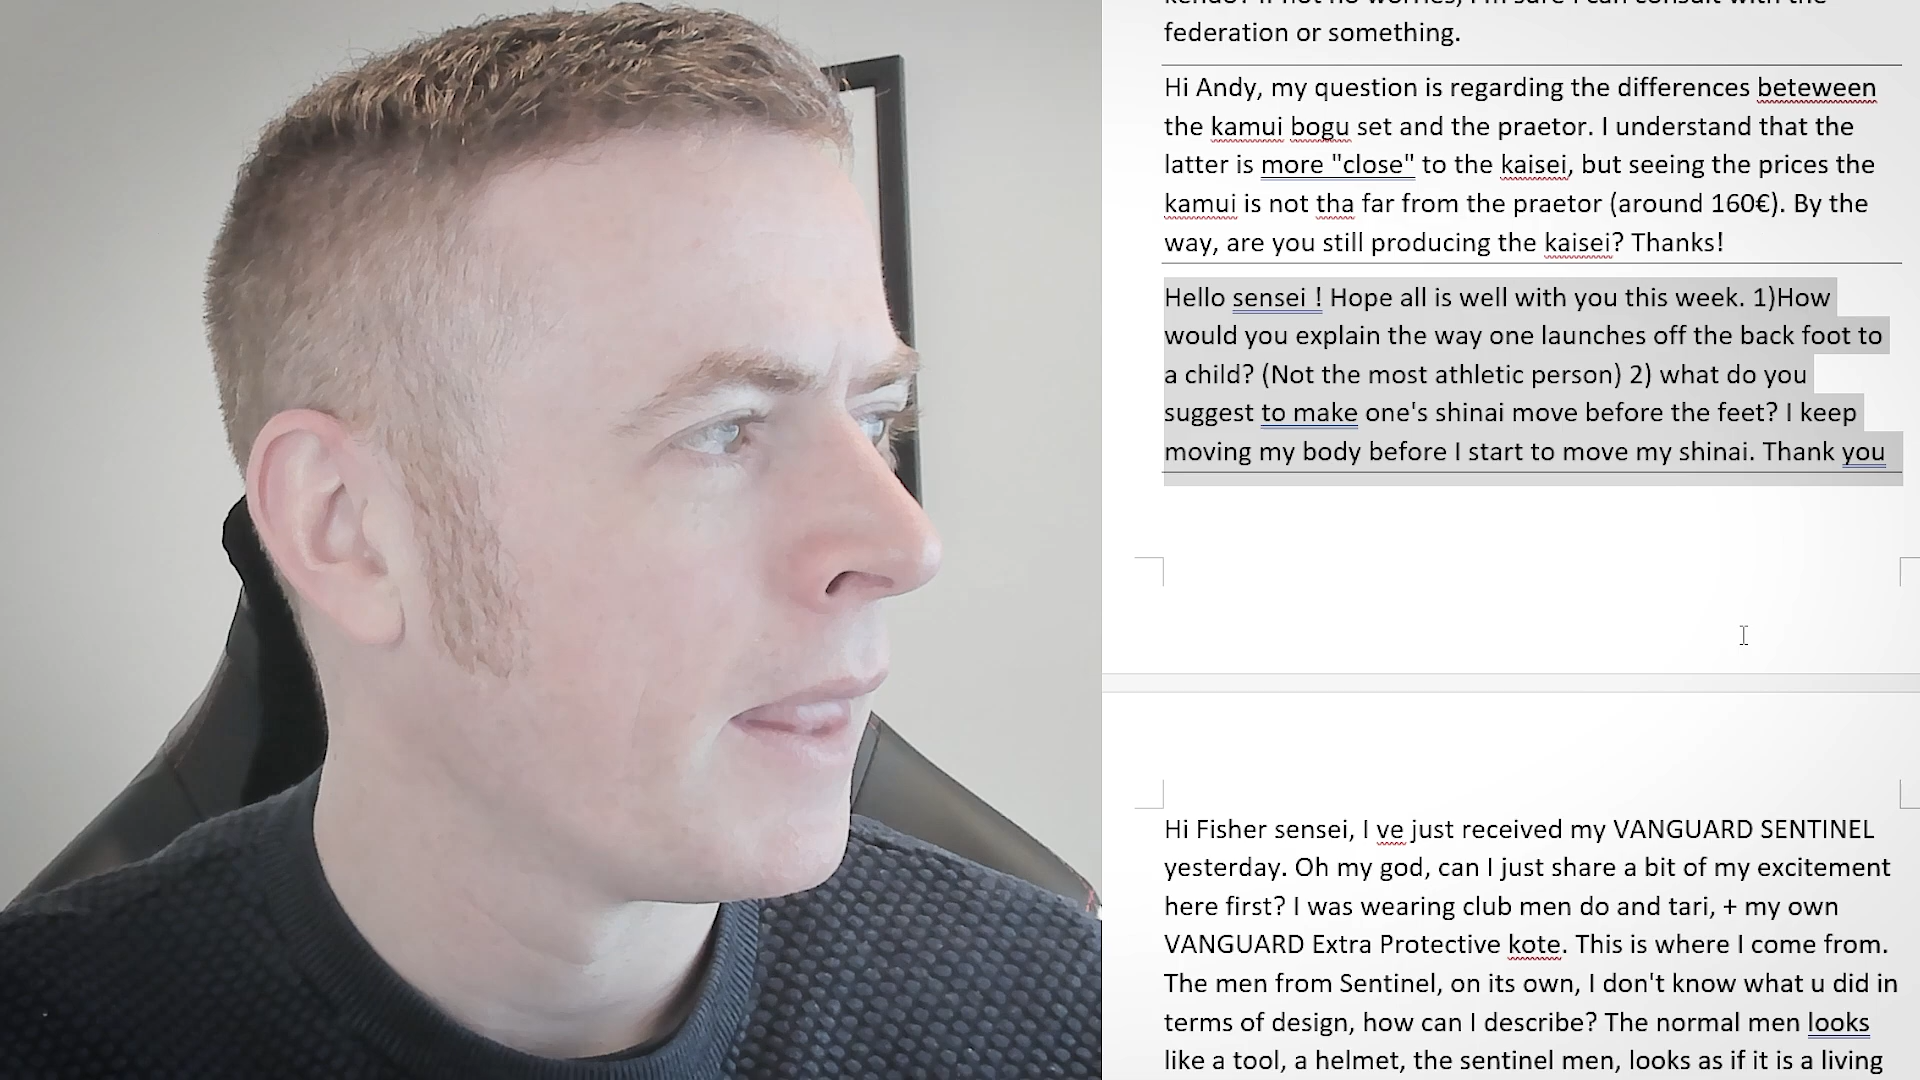 federation or something.
Hi Andy, my question is regarding the differences beteween
the kamui bogu set and the praetor. I understand that the
latter is more "close" to the kaisei, but seeing the prices the
kamui is not tha far from the praetor (around 160€). By the
way, are you still producing the kaisei? Thanks!
Hello sensei ! Hope all is well with you this week. 1)How
would you explain the way one launches off the back foot to
a child? (Not the most athletic person) 2) what do you
suggest to make one's shinai move before the feet? I keep
moving my body before I start to move my shinai. Thank you
Hi Fisher sensei, I ve just received my VANGUARD SENTINEL
yesterday. Oh my god, can I just share a bit of my excitement
here first? I was wearing club men do and tari, + my own
VANGUARD Extra Protective kote. This is where I come from.
The men from Sentinel, on its own, I don't know what u did in
terms of design, how can I describe? The normal men looks
like a tool, a helmet, the sentinel men, looks as if it is a living